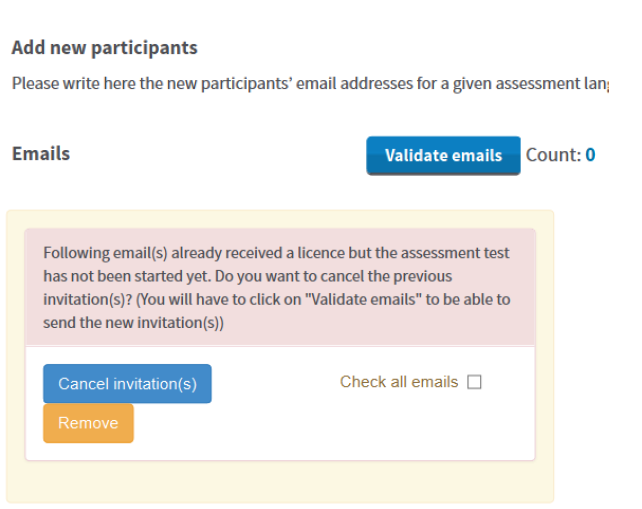 Add new participants
Please write here the new participants' email addresses for a given assessment
Emails
Validate emails Count: 0
Following email(s) already received a licence but the assessment test
has not been started yet. Do you want to cancel the previous
invitation(s)? (You will have to click on "Validate emails" to be able to
send the new invitation(s))
Cancel invitation(s)
Check all emails
Remove